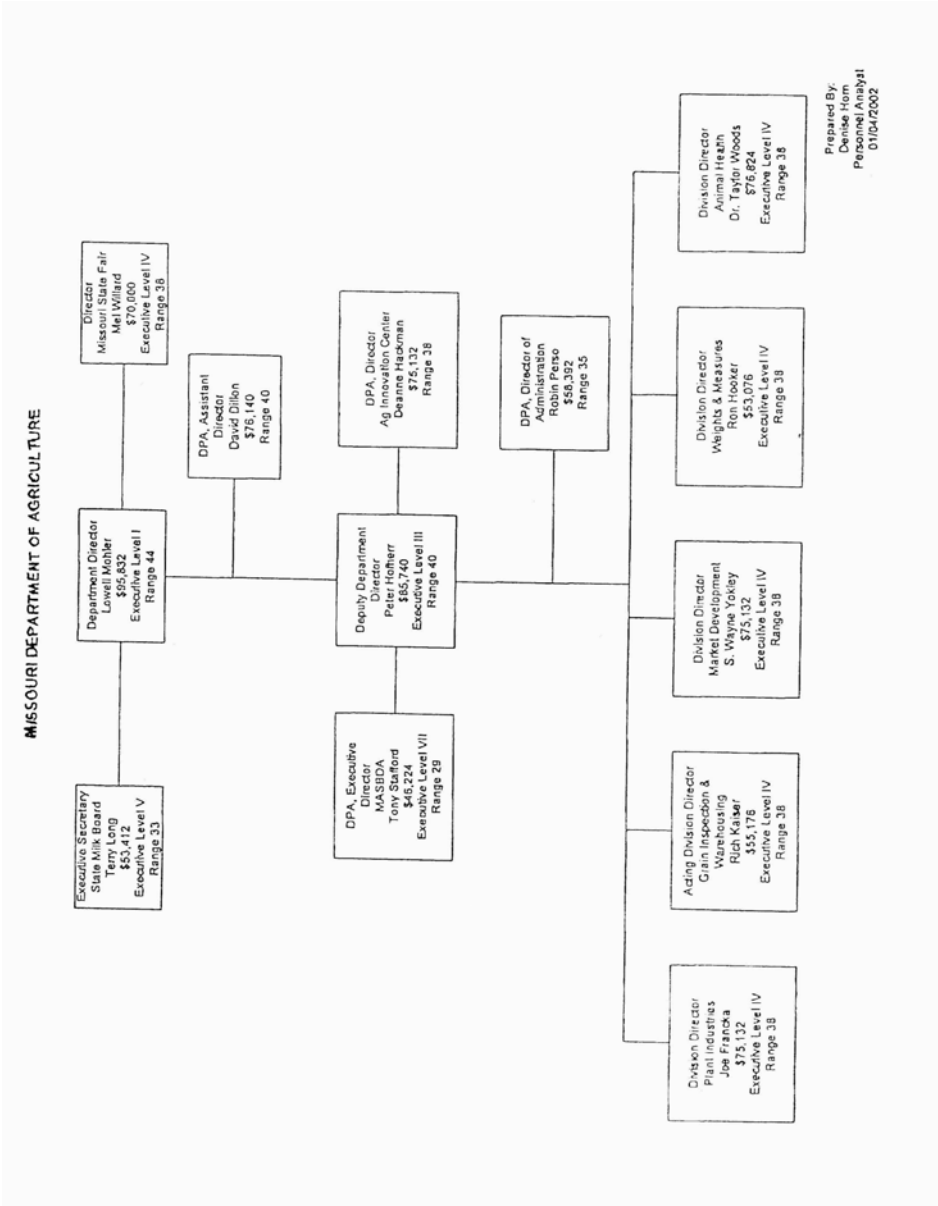 MISSOURI DEPARTMENT OF AGRICULTURE
Executive Secretary
State Milk Board
Terry Long
$53,412
Executive Level V
Range 33
Department Director
Lowell Mohler
$95,832
Executive Level I
Range 44
Director
Missouri State Fair
Mel Willard
$70,000
Executive Level IV
Range 38
DPA, Assistant
Director
David Dillon
$76,140
Range 40
DPA, Executive
Director
MASBDA
Tony Stafford
$46,224
Executive Level VII
Range 29
Deputy Department
Director
Peter Hofherr
$85,740
Executive Level III
Range 40
DPA, Director
Ag Innovation Center
Deanne Hackman
$75,132
Range 38
DPA, Director of
Administration
Robin Perso
$58,392
Range 35
Division Director
Plant Industries
Joe Francka
$75,132
Executive Level IV
Range 38
Acting Division Director
Grain Inspection &
Warehousing
Rich Kaiser
$55,176
Executive Level IV
Range 38
Division Director
Market Development
S. Wayne Yokley
$75,132
Executive Level IV
Range 38
Division Director
Weights & Measures
Ron Hooker
$53,076
Executive Level IV
Range 38
Division Director
Animal Health
Dr. Taylor Woods
$76,824
Executive Level IV
Range 38
Prepared By:
Denise Horn
Personnel Analyst
01/04/2002